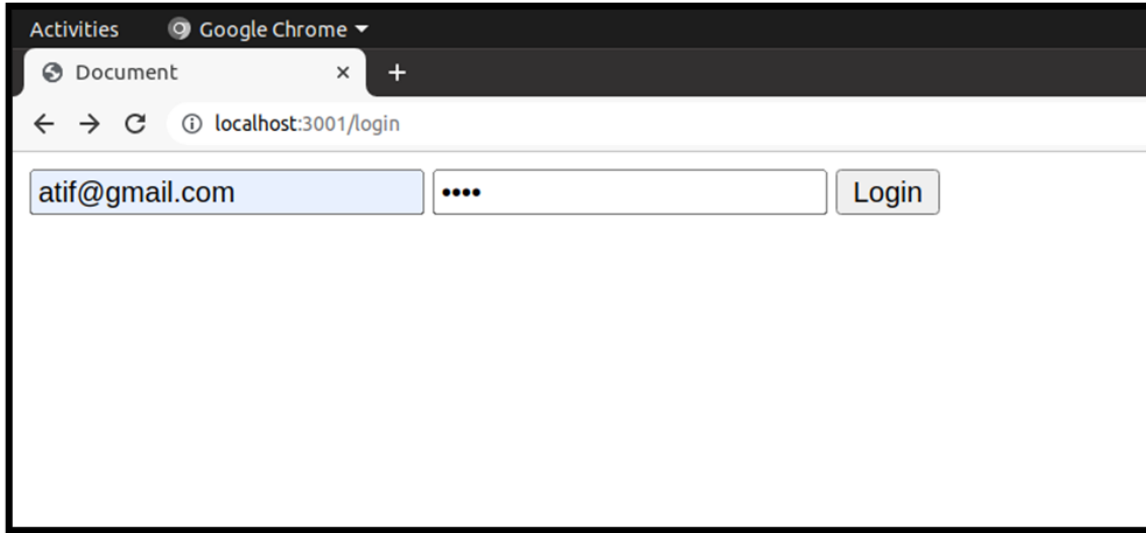 Activities Google Chrome
Document
localhost:3001/login
atif@gmail.com •••• Login